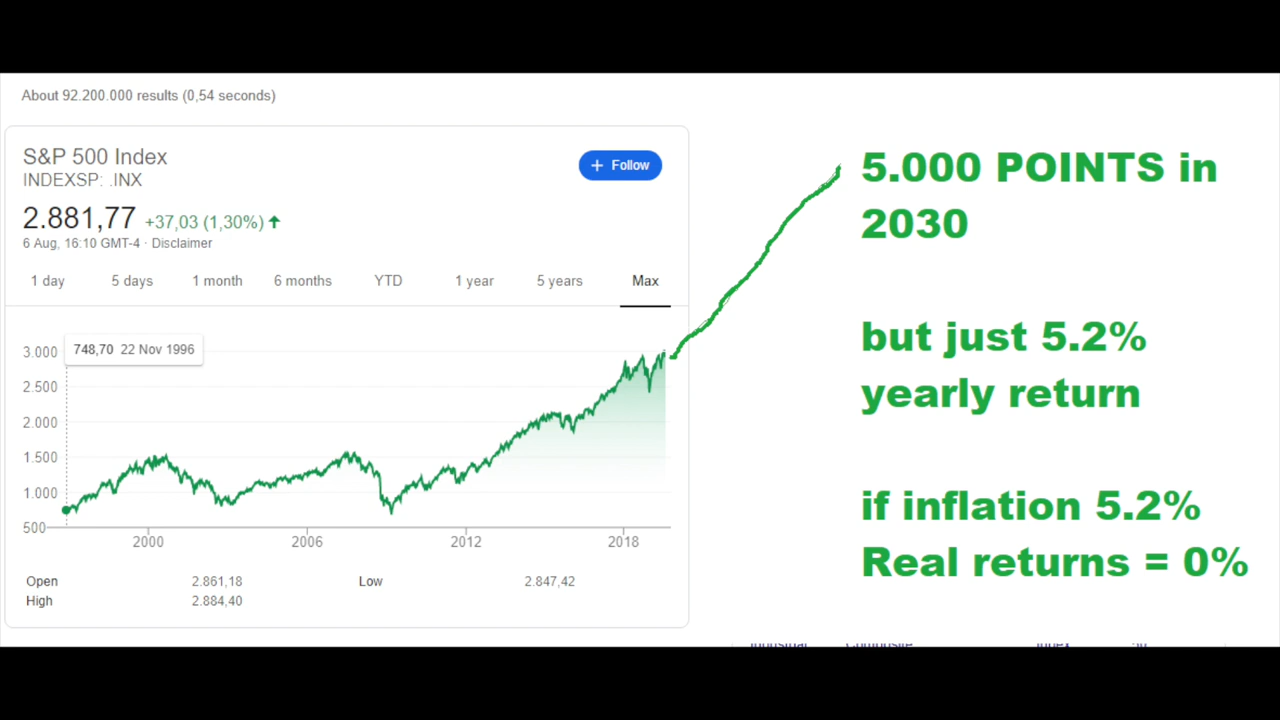 About 92.200.000 results (0,54 seconds)
S&P 500 Index
INDEXSP: .INX
+ Follow
2.881,77 +37,03 (1,30%)
6 Aug, 16:10 GMT-4 · Disclaimer
1 day 5 days 1 month 6 months YTD 1 year 5 years Max
748,70 22 Nov 1996
3.000
2.500
2.000
1.500
1.000
500
2000 2006 2012 2018
Open 2.861,18 Low 2.847,42
High 2.884,40
5.000 POINTS in
2030
but just 5.2%
yearly return
if inflation 5.2%
Real returns = 0%